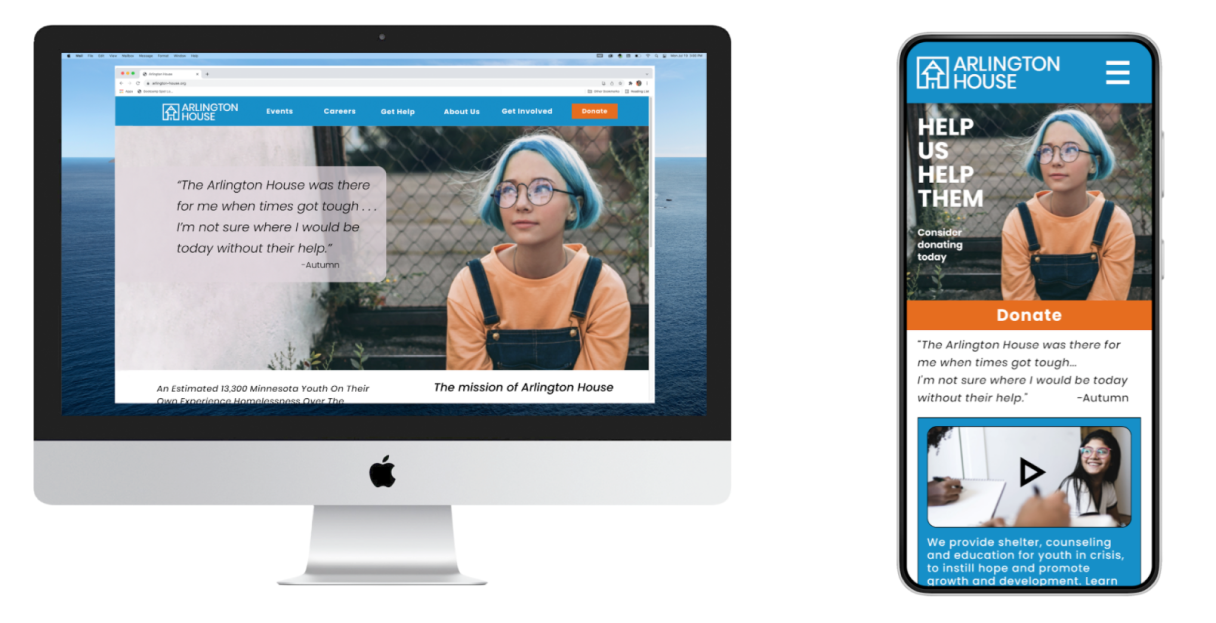 Arlington House
arlington-house.org
ARLINGTON
HOUSE
Events
Careers
Get Help
About Us
Get Involved
Donate
“The Arlington House was there
for me when times got tough . . .
I’m not sure where I would be
today without their help.”
-Autumn
An Estimated 13,300 Minnesota Youth On Their
Own Experience Homelessness Over The
The mission of Arlington House
ARLINGTON
HOUSE
HELP
US
HELP
THEM
Consider
donating
today
Donate
"The Arlington House was there for
me when times got tough...
I'm not sure where I would be today
without their help." -Autumn
We provide shelter, counseling
and education for youth in crisis,
to instill hope and promote
growth and development. Learn